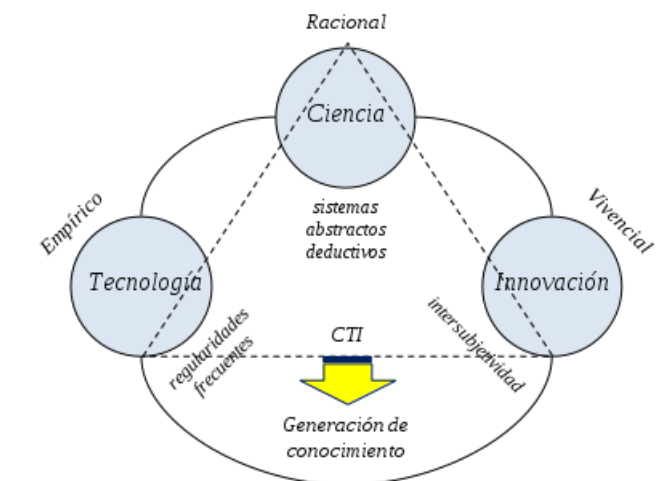 Racional
Ciencia
sistemas
abstractos
deductivos
Empírico
Vivencial
Tecnología
Innovación
regularidades
frecuentes
CTI
intersubjetividad
Generación de
conocimiento